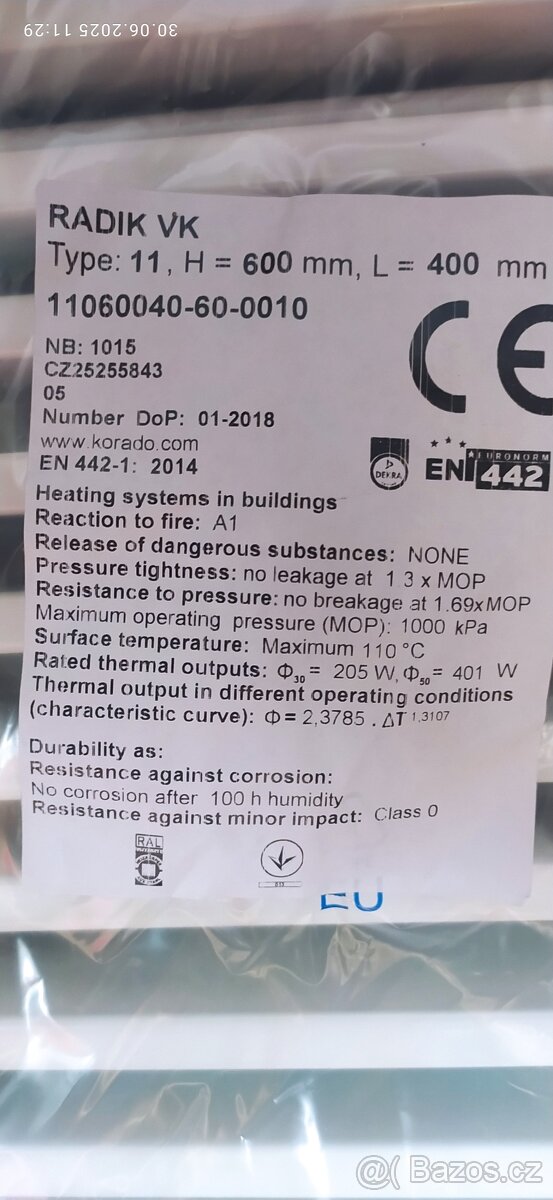 30.06.2025 11:29
RADIK VK
Type: 11, H = 600 mm, L = 400 mm
11060040-60-0010
CE
NB: 1015
CZ25255843
05
Number DoP: 01-2018
www.korado.com
EN 442-1: 2014
DEKRA
EURONORM
EN 442
Heating systems in buildings
Reaction to fire: A1
Release of dangerous substances: NONE
Pressure tightness: no leakage at 1 3 x MOP
Resistance to pressure: no breakage at 1.69xMOP
Maximum operating pressure (MOP): 1000 kPa
Surface temperature: Maximum 110 °C
Rated thermal outputs: Φ₃₀ = 205 W, Φ₅₀ = 401 W
Thermal output in different operating conditions
(characteristic curve): Φ = 2,3785 . ΔT ¹,³¹⁰⁷
Durability as:
Resistance against corrosion:
No corrosion after 100 h humidity
Resistance against minor impact: Class 0
RAL
EU
@( Bazos.cz